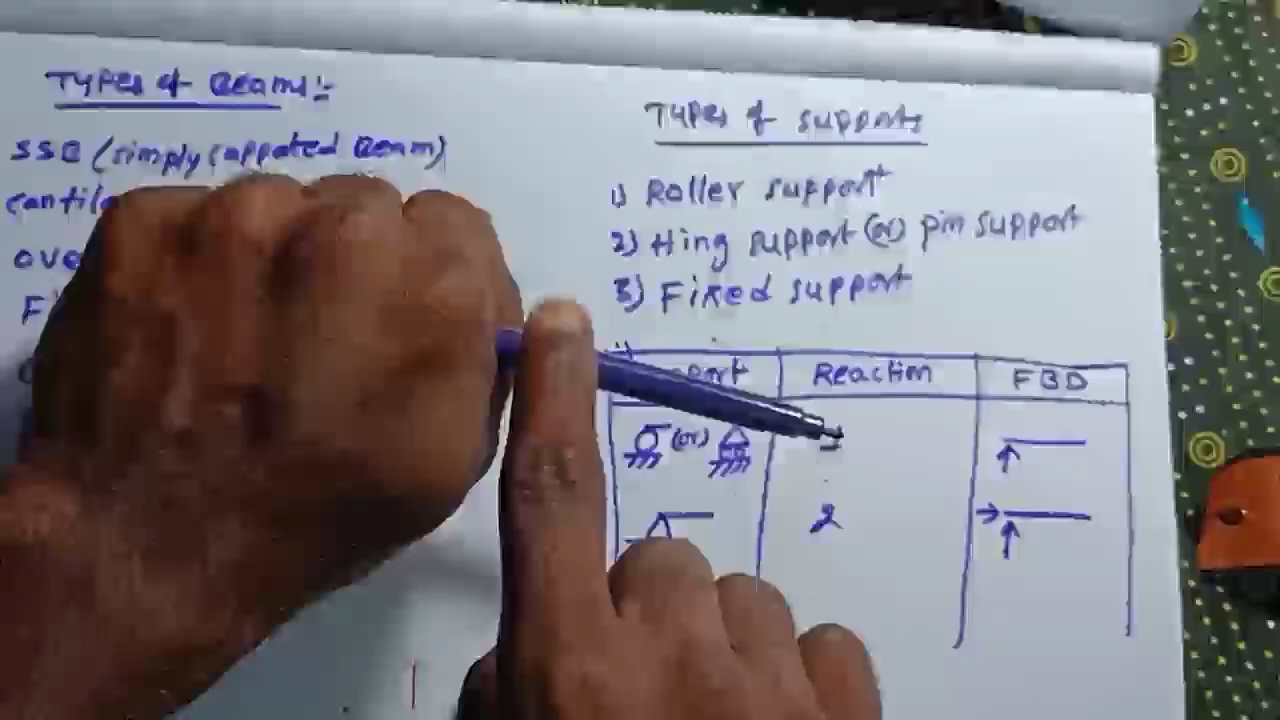 Types of Beams:-
SSB (simply suppated Beam)
Types of supports
1) Roller support
2) Hing support (or) pin support
3) Fixed support
Reaction
FBD
(or)
2